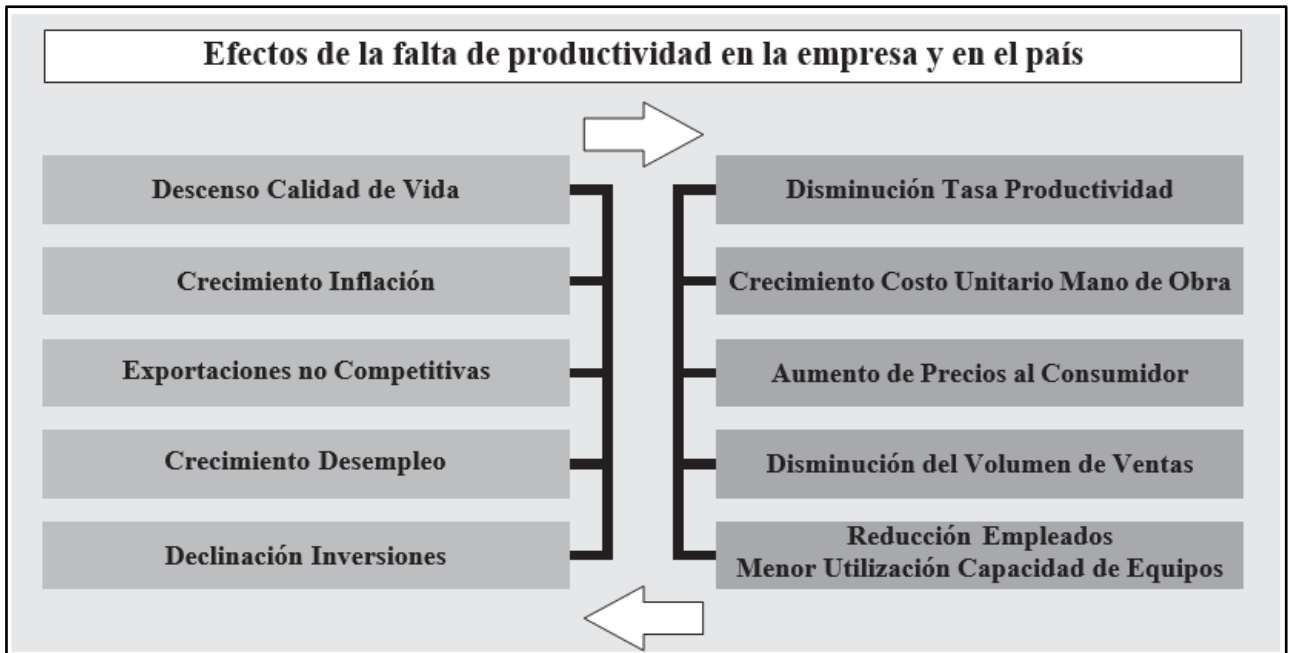 Efectos de la falta de productividad en la empresa y en el país
Descenso Calidad de Vida
Crecimiento Inflación
Exportaciones no Competitivas
Crecimiento Desempleo
Declinación Inversiones
Disminución Tasa Productividad
Crecimiento Costo Unitario Mano de Obra
Aumento de Precios al Consumidor
Disminución del Volumen de Ventas
Reducción Empleados
Menor Utilización Capacidad de Equipos